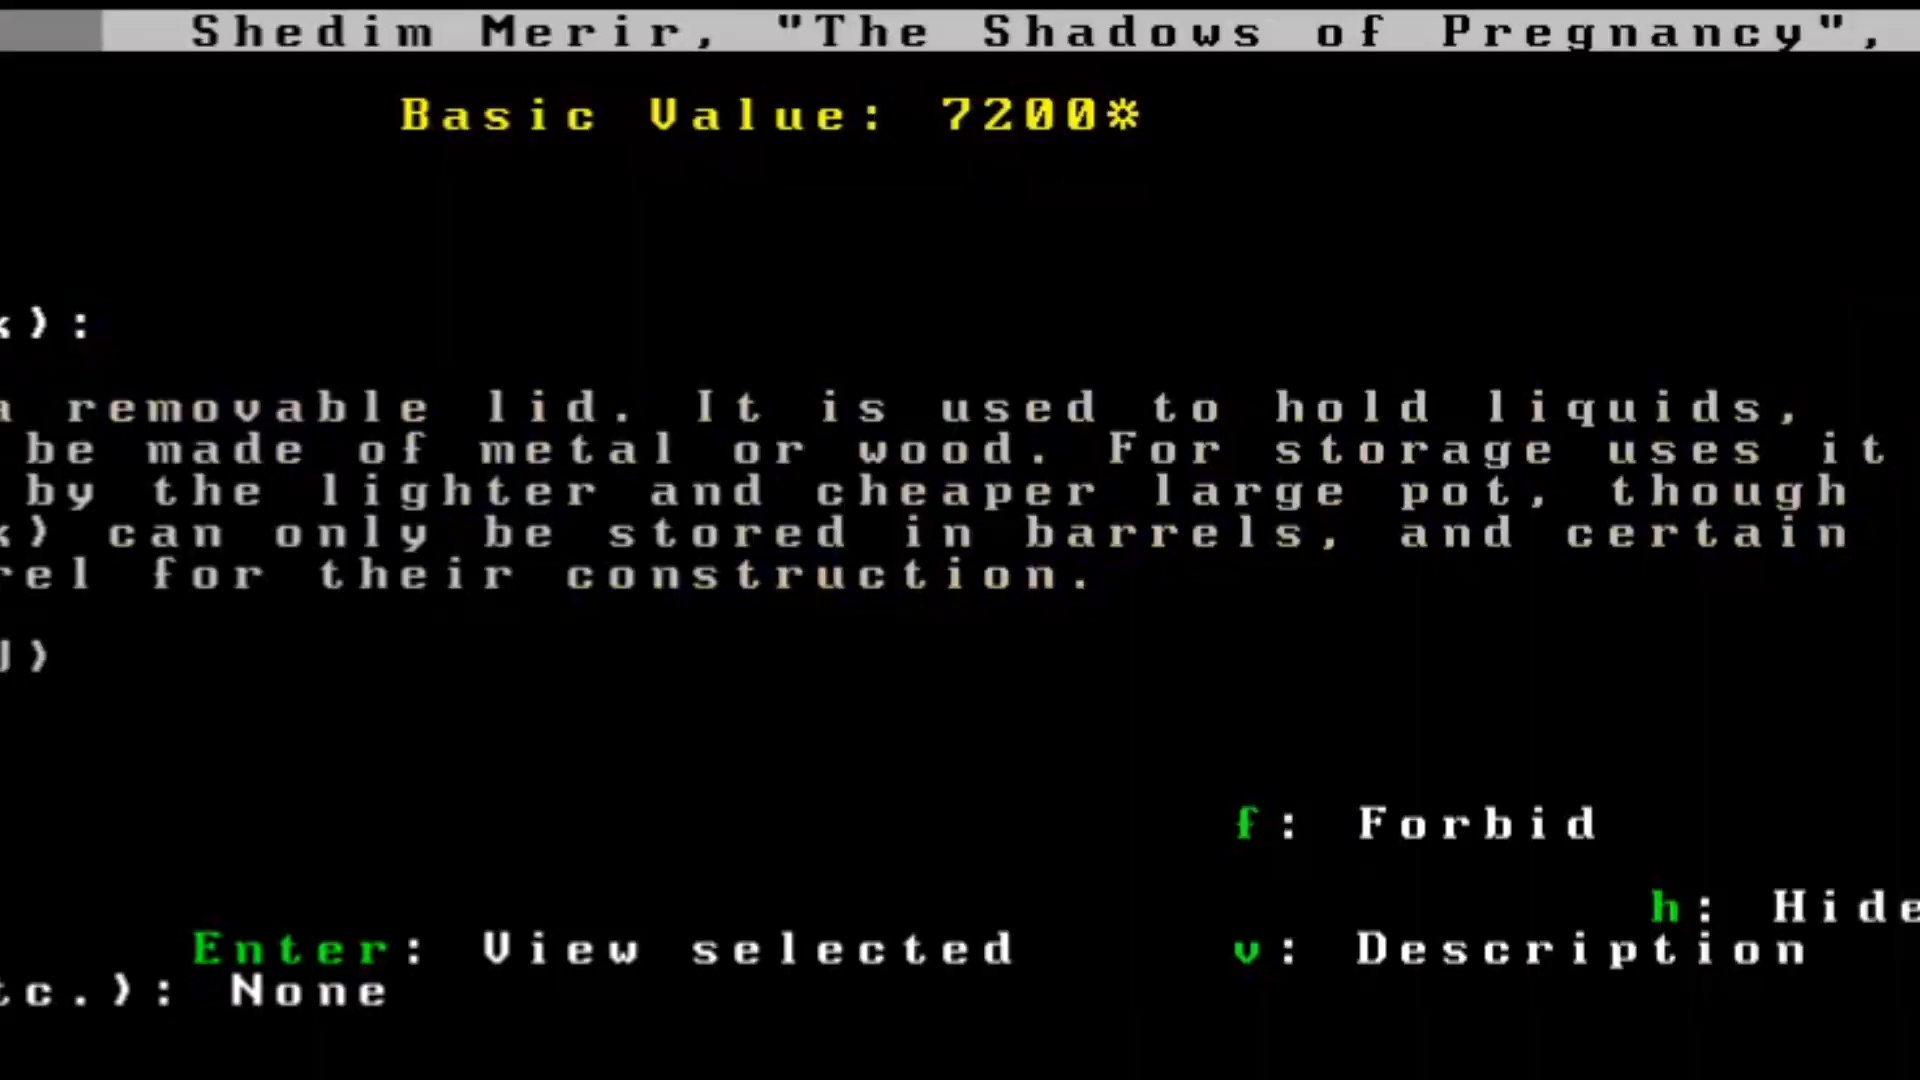 Shedim Merir, "The Shadows of Pregnancy",
Basic Value: 7200☼
):
removable lid. It is used to hold liquids,
be made of metal or wood. For storage uses it
by the lighter and cheaper large pot, though
) can only be stored in barrels, and certain
rel for their construction.
)
f: Forbid
h: Hide
Enter: View selected v: Description
tc.): None